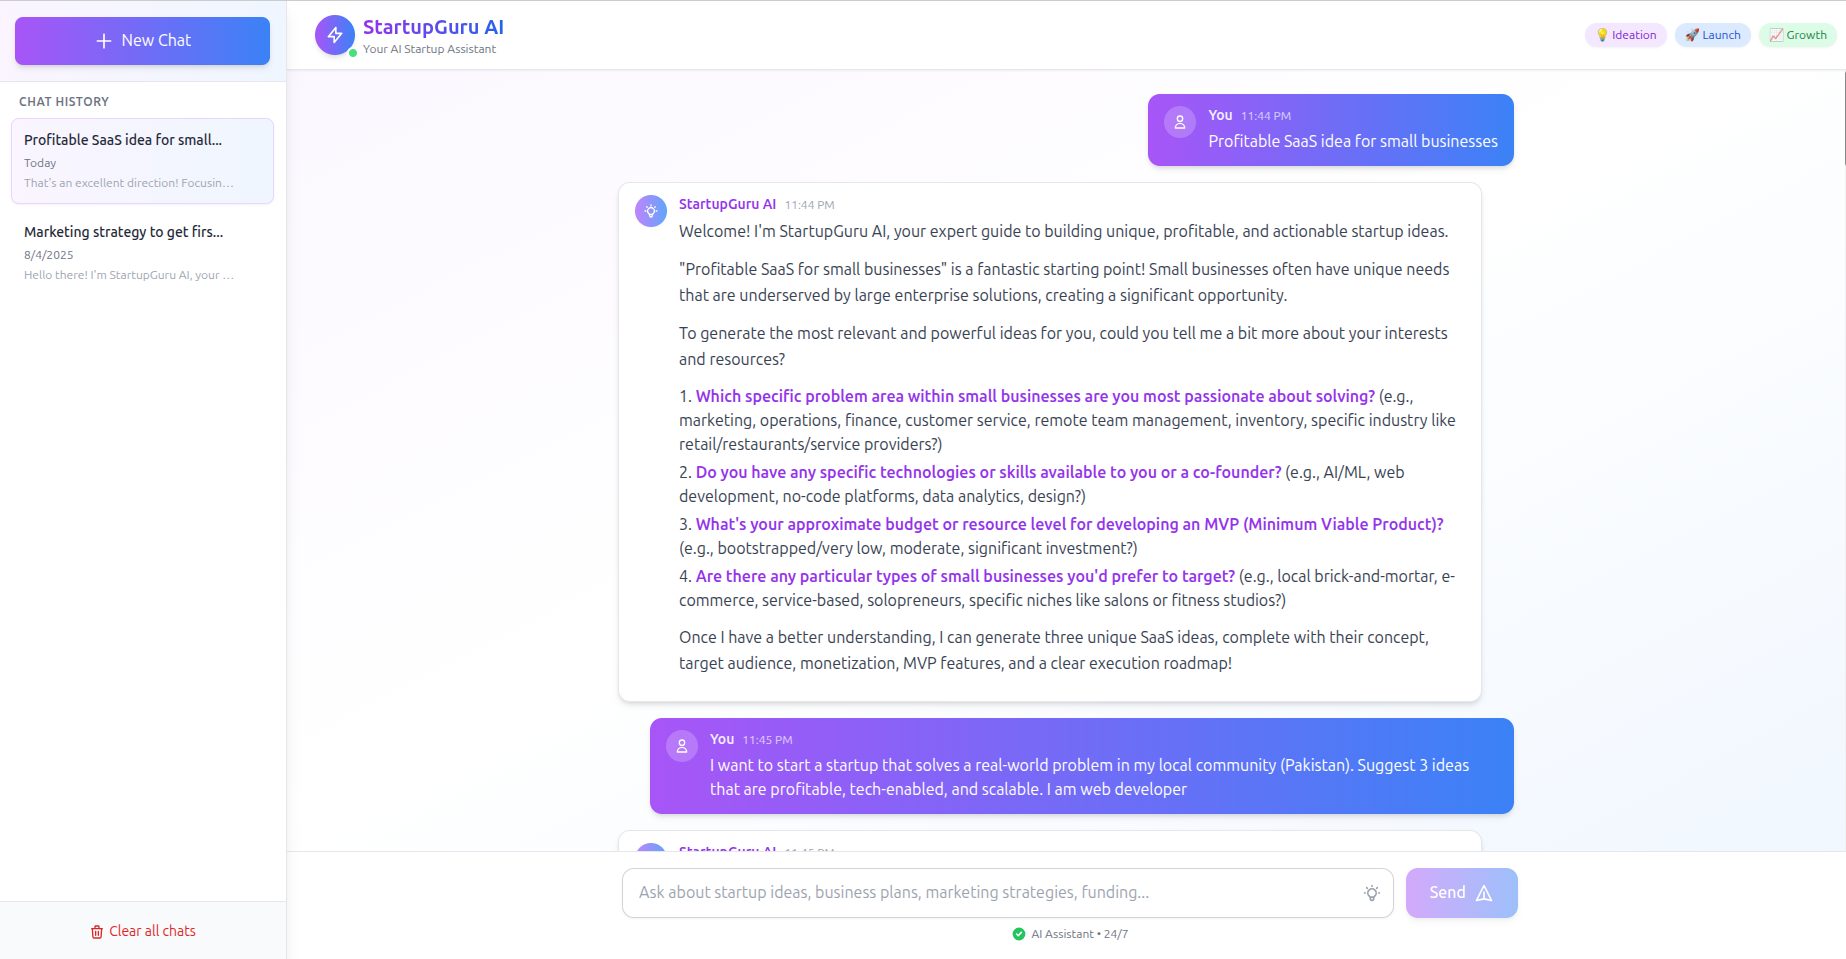 New Chat
CHAT HISTORY
Profitable SaaS idea for small...
Today
That's an excellent direction! Focusin...
Marketing strategy to get firs...
8/4/2025
Hello there! I'm StartupGuru AI, your ...
Clear all chats
StartupGuru AI
Your AI Startup Assistant
💡 Ideation
🚀 Launch
📈 Growth
You 11:44 PM
Profitable SaaS idea for small businesses
StartupGuru AI 11:44 PM
Welcome! I'm StartupGuru AI, your expert guide to building unique, profitable, and actionable startup ideas.
"Profitable SaaS for small businesses" is a fantastic starting point! Small businesses often have unique needs
that are underserved by large enterprise solutions, creating a significant opportunity.
To generate the most relevant and powerful ideas for you, could you tell me a bit more about your interests
and resources?
1. Which specific problem area within small businesses are you most passionate about solving? (e.g.,
marketing, operations, finance, customer service, remote team management, inventory, specific industry like
retail/restaurants/service providers?)
2. Do you have any specific technologies or skills available to you or a co-founder? (e.g., AI/ML, web
development, no-code platforms, data analytics, design?)
3. What's your approximate budget or resource level for developing an MVP (Minimum Viable Product)?
(e.g., bootstrapped/very low, moderate, significant investment?)
4. Are there any particular types of small businesses you'd prefer to target? (e.g., local brick-and-mortar, e-
commerce, service-based, solopreneurs, specific niches like salons or fitness studios?)
Once I have a better understanding, I can generate three unique SaaS ideas, complete with their concept,
target audience, monetization, MVP features, and a clear execution roadmap!
You 11:45 PM
I want to start a startup that solves a real-world problem in my local community (Pakistan). Suggest 3 ideas
that are profitable, tech-enabled, and scalable. I am web developer
StartupGuru AI 11:45 PM
Ask about startup ideas, business plans, marketing strategies, funding...
Send
AI Assistant • 24/7